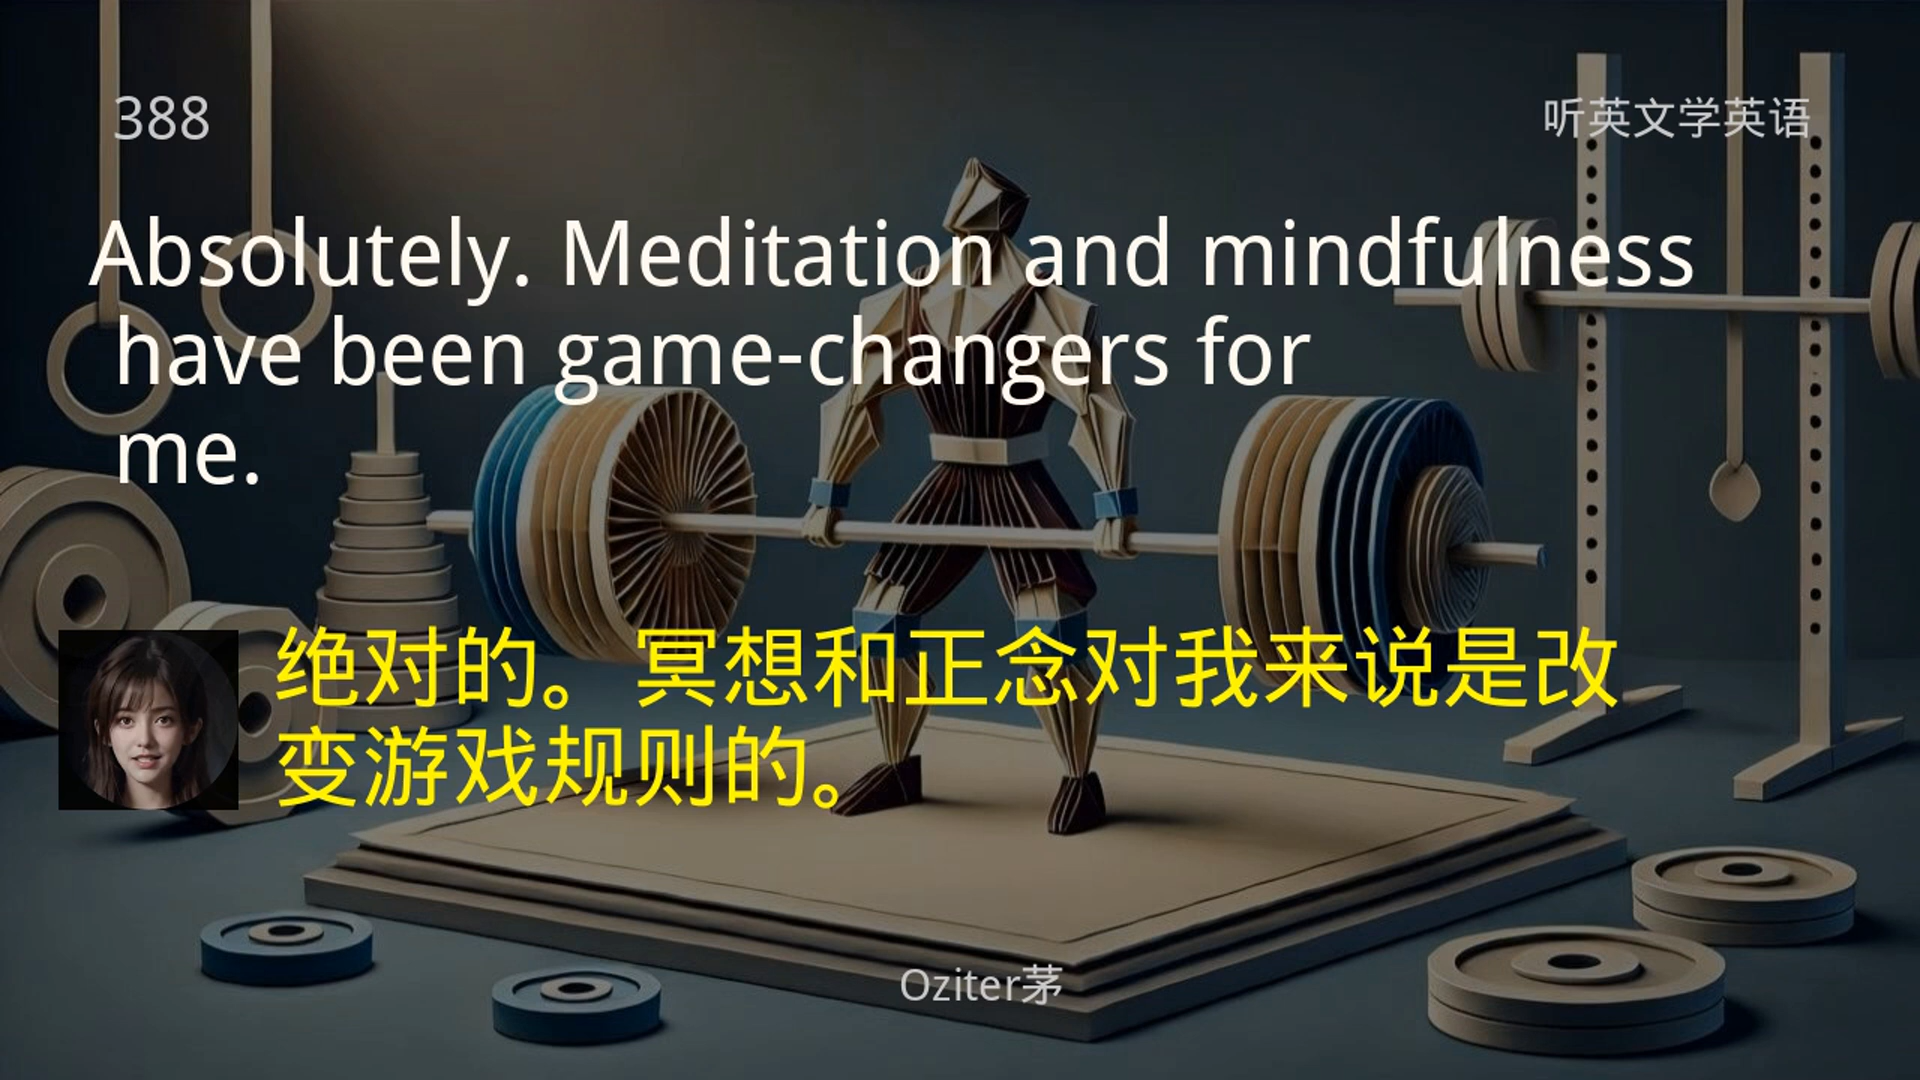 388
听英文学英语
Absolutely. Meditation and mindfulness
have been game-changers for
me.
绝对的。冥想和正念对我来说是改
变游戏规则的。
Oziter茅